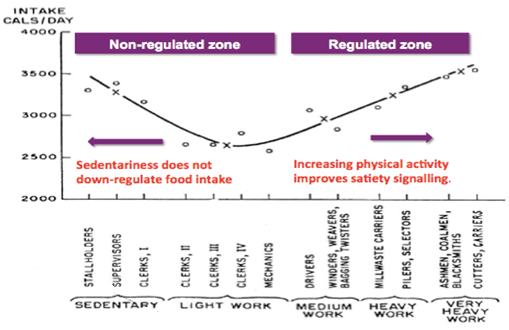 INTAKE
CALS/DAY
4000
3500
3000
2500
2000
Non-regulated zone
Regulated zone
Sedentariness does not
down-regulate food intake
Increasing physical activity
improves satiety signalling.
STALLHOLDERS
SUPERVISORS
CLERKS, I
CLERKS, II
CLERKS, III
CLERKS, IV
MECHANICS
DRIVERS
WINDERS, WEAVERS,
BAGGING TWISTERS
MILLWASTE CARRIERS
PILERS, SELECTORS
ASHMEN, COALMEN,
BLACKSMITHS
CUTTERS, CARRIERS
SEDENTARY
LIGHT WORK
MEDIUM
WORK
HEAVY
WORK
VERY
HEAVY
WORK